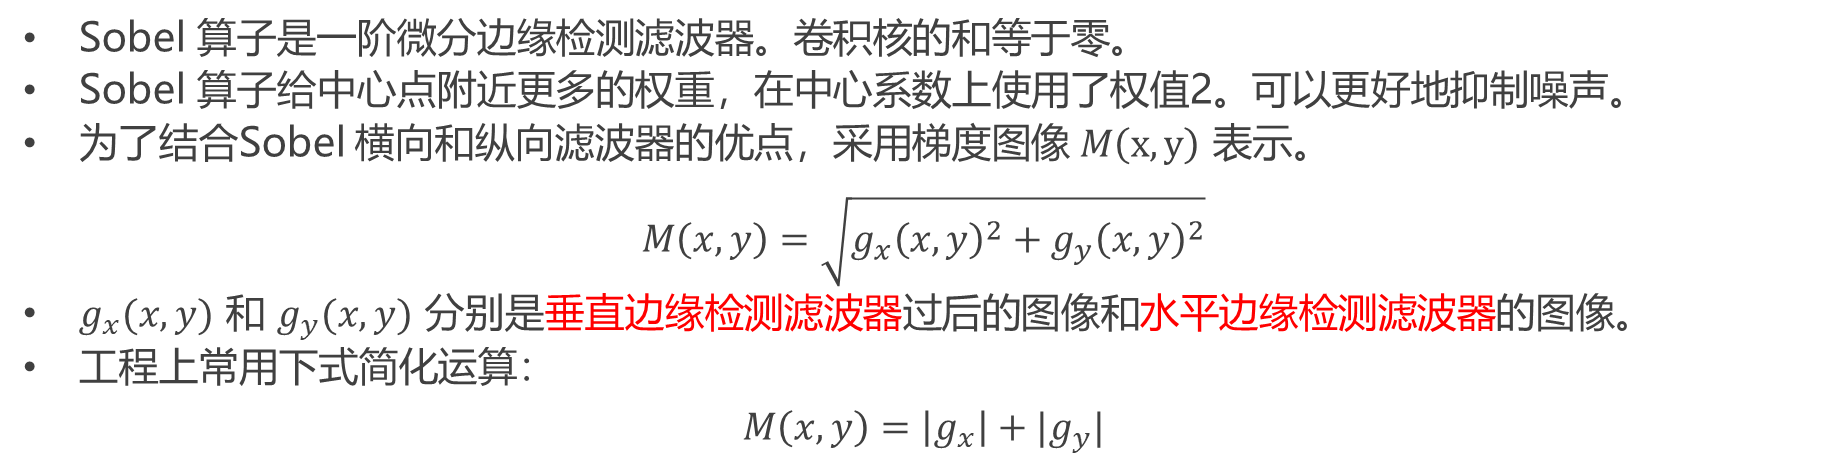 • Sobel 算子是一阶微分边缘检测滤波器。卷积核的和等于零。
• Sobel 算子给中心点附近更多的权重，在中心系数上使用了权值2。可以更好地抑制噪声。
• 为了结合Sobel 横向和纵向滤波器的优点，采用梯度图像 M(x,y) 表示。
M(x,y) = √(g_x(x,y)² + g_y(x,y)²)
• g_x(x,y) 和 g_y(x,y) 分别是垂直边缘检测滤波器过后的图像和水平边缘检测滤波器的图像。
• 工程上常用下式简化运算：
M(x,y) = |g_x| + |g_y|